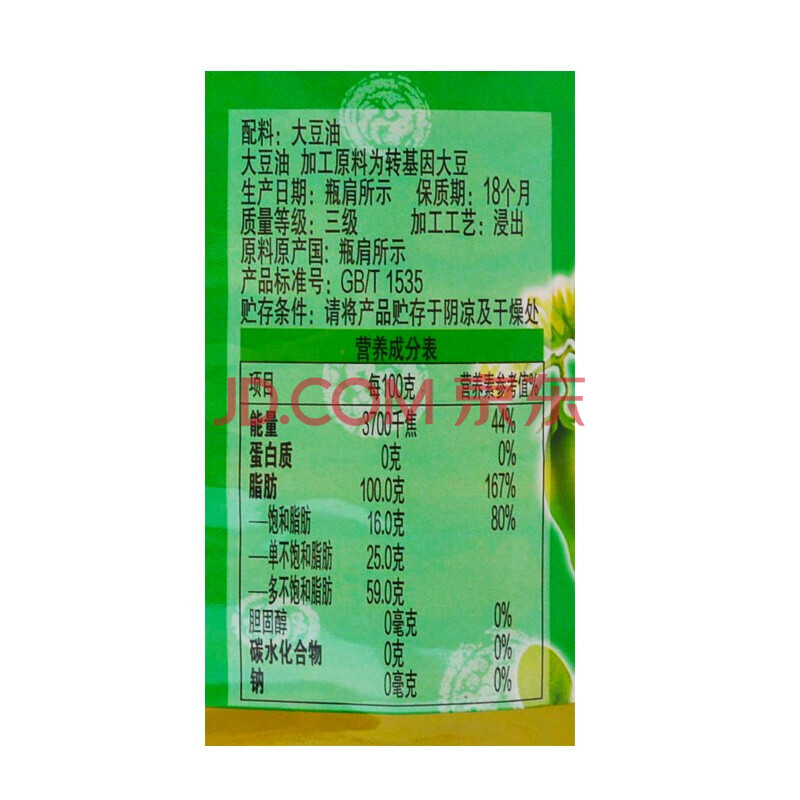 配料：大豆油
大豆油 加工原料为转基因大豆
生产日期：瓶肩所示 保质期：18个月
质量等级：三级 加工工艺：浸出
原料原产国：瓶肩所示
产品标准号：GB/T 1535
贮存条件：请将产品贮存于阴凉及干燥处
营养成分表
项目 每100克 营养素参考值%
JD.COM 京东
能量 3700千焦 44%
蛋白质 0克 0%
脂肪 100.0克 167%
—饱和脂肪 16.0克 80%
—单不饱和脂肪 25.0克
—多不饱和脂肪 59.0克
胆固醇 0毫克 0%
碳水化合物 0克 0%
钠 0毫克 0%